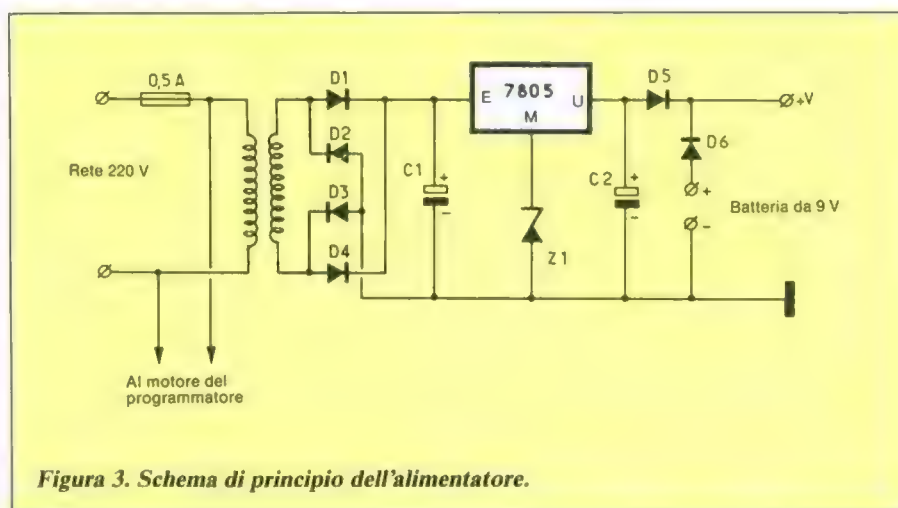 0,5 A
D1
7805
E
U
M
D5
+V
D2
D6
Rete 220 V
C1
+
-
C2
+
-
+
-
Batteria da 9 V
D3
Z1
D4
Al motore del
programmatore
Figura 3. Schema di principio dell'alimentatore.